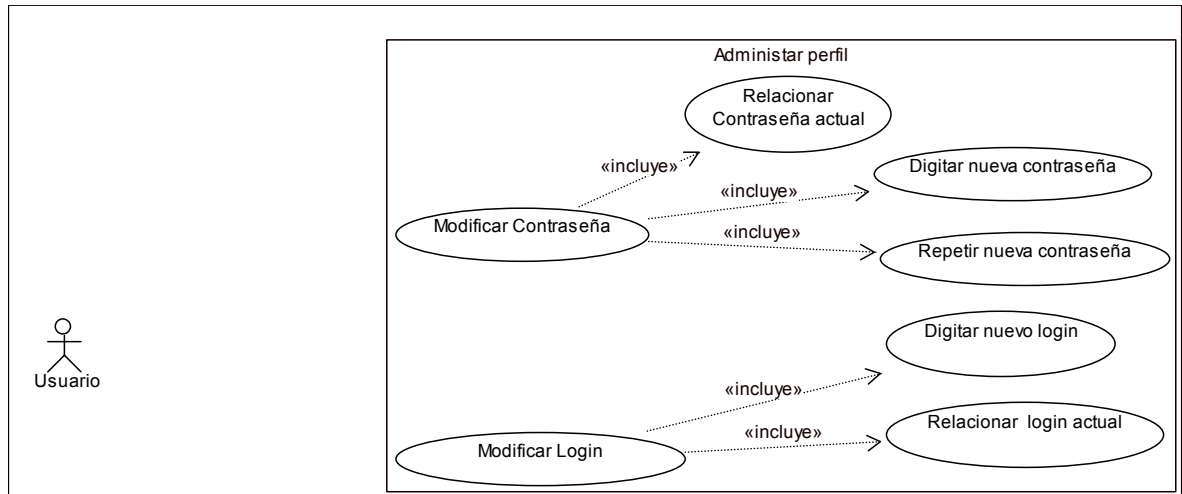 Administar perfil
Relacionar
Contraseña actual
«incluye»
Digitar nueva contraseña
«incluye»
Modificar Contraseña
«incluye»
Repetir nueva contraseña
Digitar nuevo login
Usuario
«incluye»
Relacionar login actual
«incluye»
Modificar Login